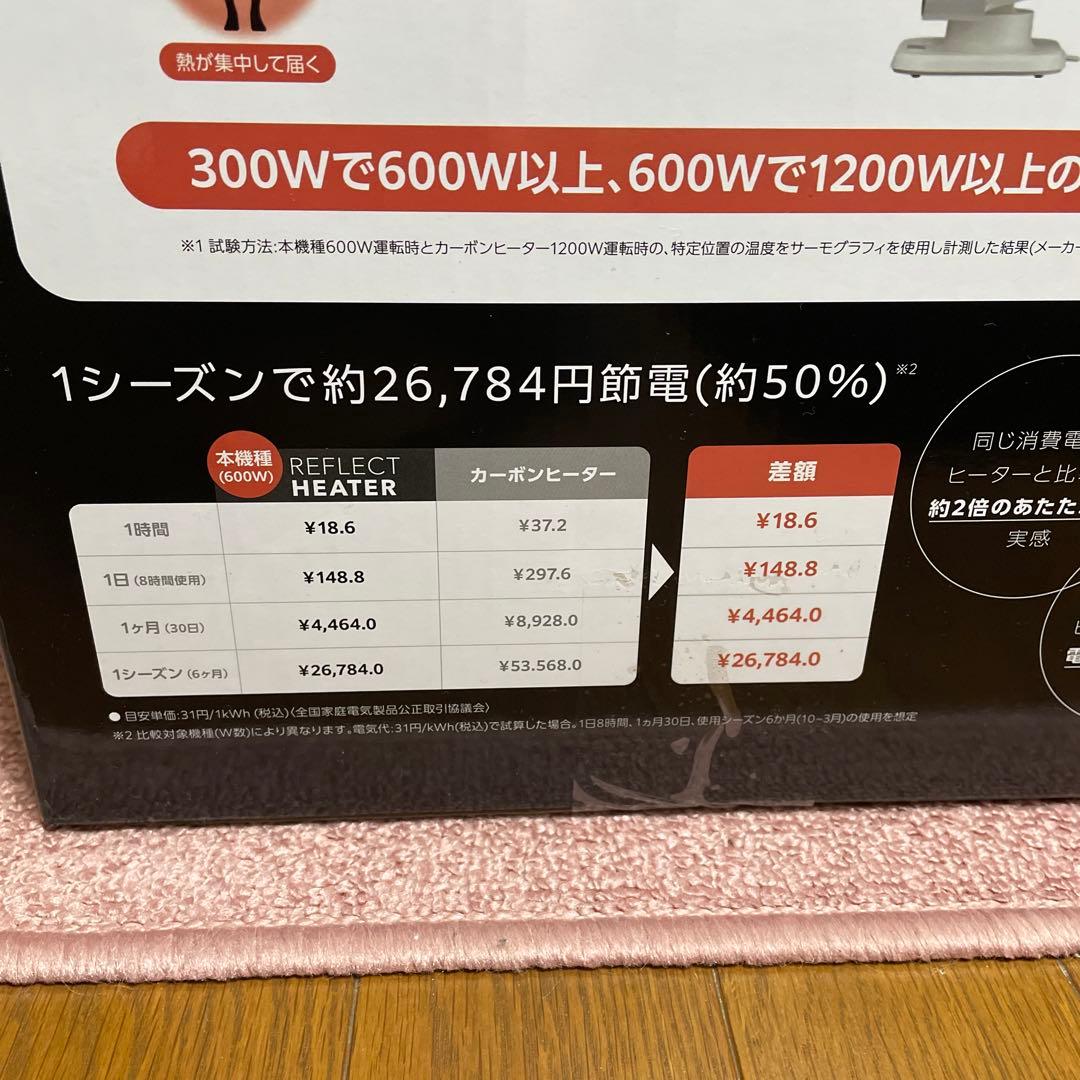 熱が集中して届く
300Wで600W以上、600Wで1200W以上の
※1 試験方法:本機種600W運転時とカーボンヒーター1200W運転時の、特定位置の温度をサーモグラフィを使用し計測した結果(メーカー
1シーズンで約26,784円節電(約50%)※2
本機種(600W) REFLECT HEATER カーボンヒーター 差額
1時間 ¥18.6 ¥37.2 ¥18.6
1日(8時間使用) ¥148.8 ¥297.6 ¥148.8
1ヶ月(30日) ¥4,464.0 ¥8,928.0 ¥4,464.0
1シーズン(6ヶ月) ¥26,784.0 ¥53.568.0 ¥26,784.0
●目安単価:31円/1kWh (税込)〈全国家庭電気製品公正取引協議会〉
※2 比較対象機種(W数)により異なります。電気代:31円/kWh(税込)で試算した場合。1日8時間、1ヵ月30日、使用シーズン6か月(10–3月)の使用を想定
同じ消費電
ヒーターと比
約2倍のあたた
実感
電